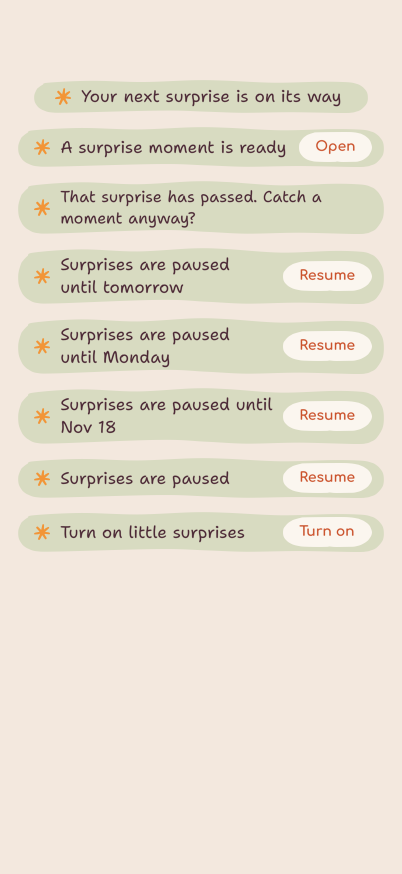 Your next surprise is on its way
A surprise moment is ready Open
That surprise has passed. Catch a
moment anyway?
Surprises are paused
until tomorrow
Resume
Surprises are paused
until Monday
Resume
Surprises are paused until
Nov 18
Resume
Surprises are paused Resume
Turn on little surprises Turn on